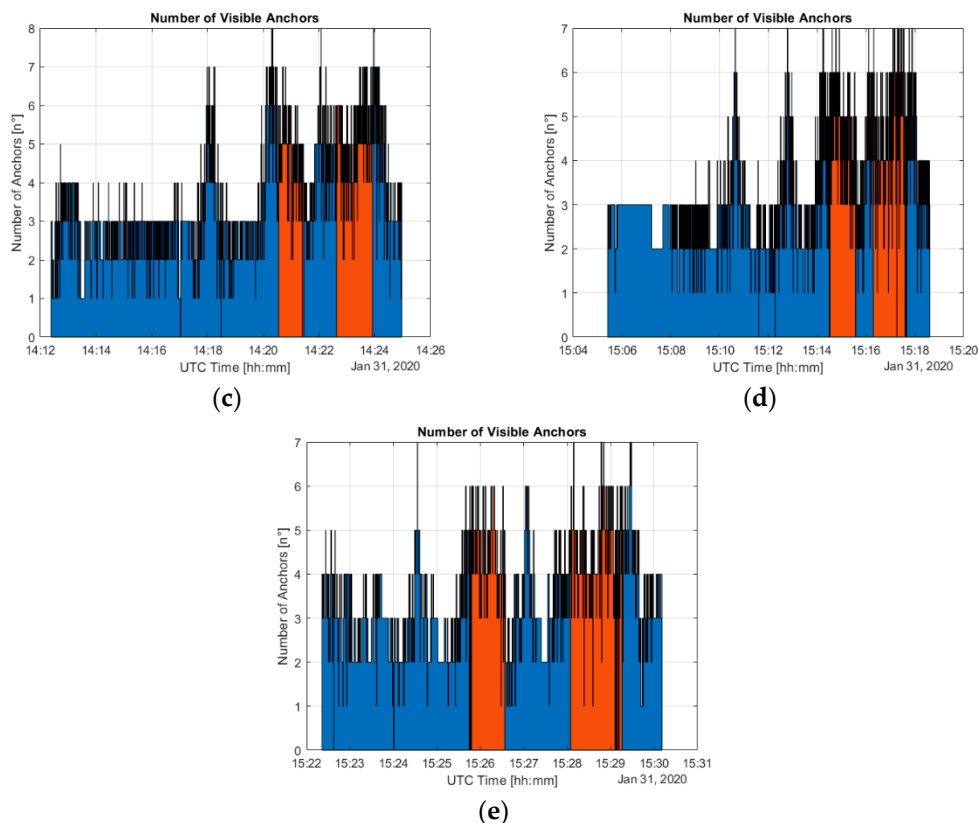 Number of Visible Anchors
Number of Anchors [n°]
8
7
6
5
4
3
2
1
0
14:12 14:14 14:16 14:18 14:20 14:22 14:24 14:26
UTC Time [hh:mm]
Jan 31, 2020
(c)
Number of Visible Anchors
Number of Anchors [n°]
7
6
5
4
3
2
1
0
15:04 15:06 15:08 15:10 15:12 15:14 15:16 15:18 15:20
UTC Time [hh:mm]
Jan 31, 2020
(d)
Number of Visible Anchors
Number of Anchors [n°]
7
6
5
4
3
2
1
0
15:22 15:23 15:24 15:25 15:26 15:27 15:28 15:29 15:30 15:31
UTC Time [hh:mm]
Jan 31, 2020
(e)